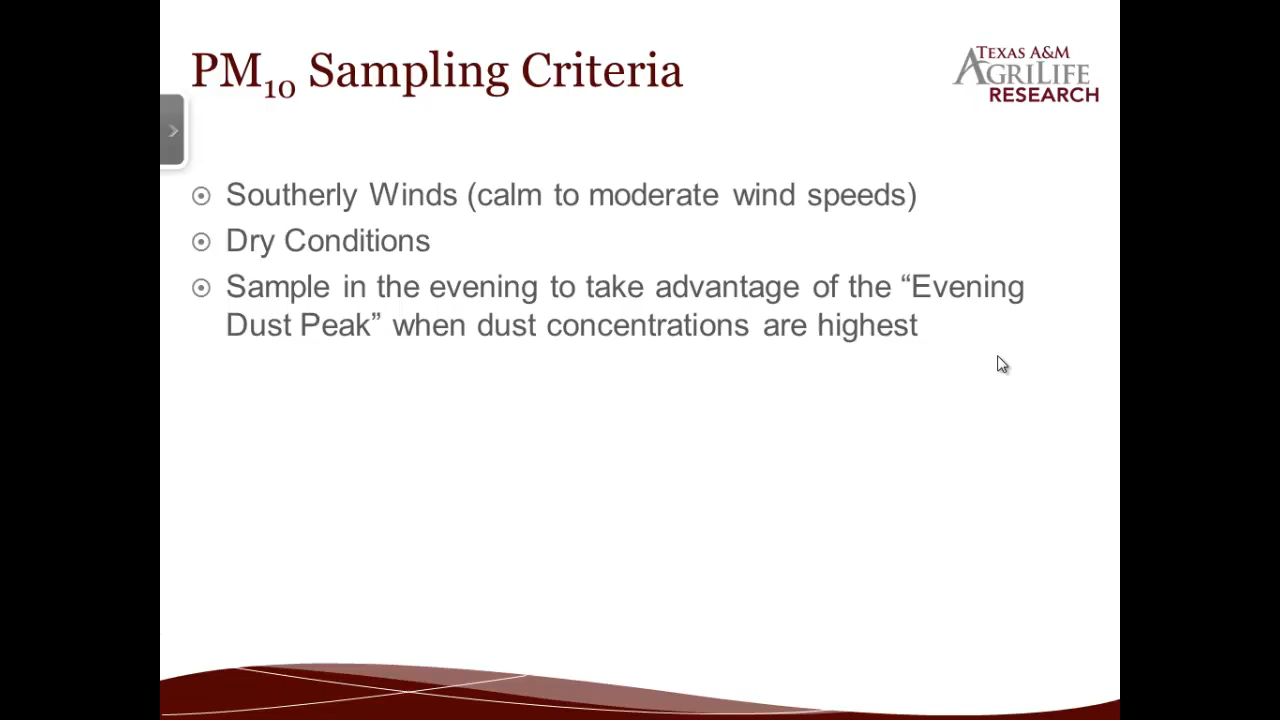 PM10 Sampling Criteria
TEXAS A&M
AGRILIFE
RESEARCH
Southerly Winds (calm to moderate wind speeds)
Dry Conditions
Sample in the evening to take advantage of the “Evening
Dust Peak” when dust concentrations are highest